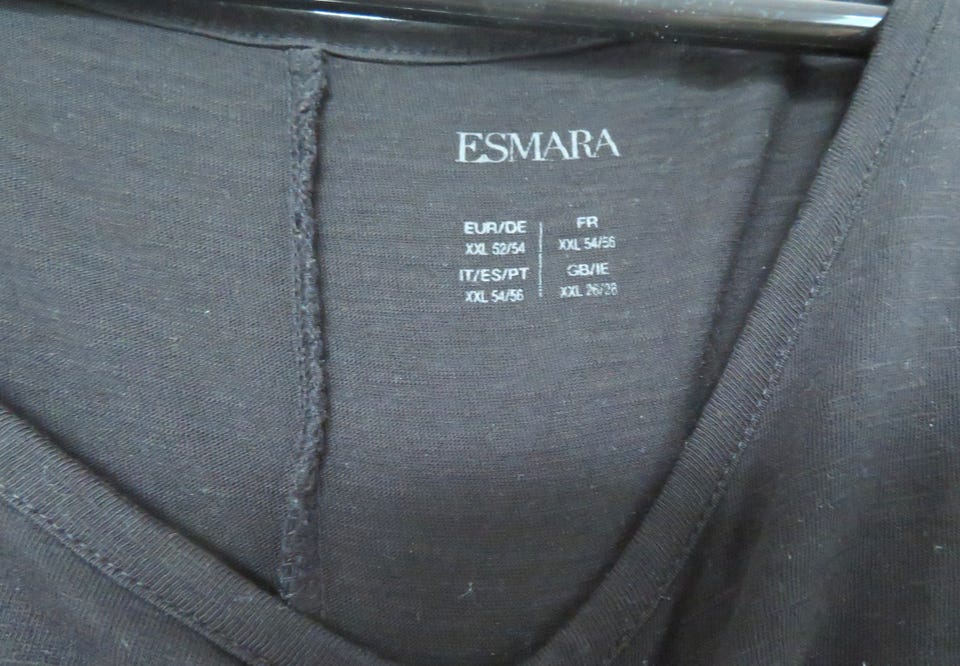 ESMARA
EUR/DE
XXL 52/54
FR
XXL 54/56
IT/ES/PT
XXL 54/56
GB/IE
XXL 26/28